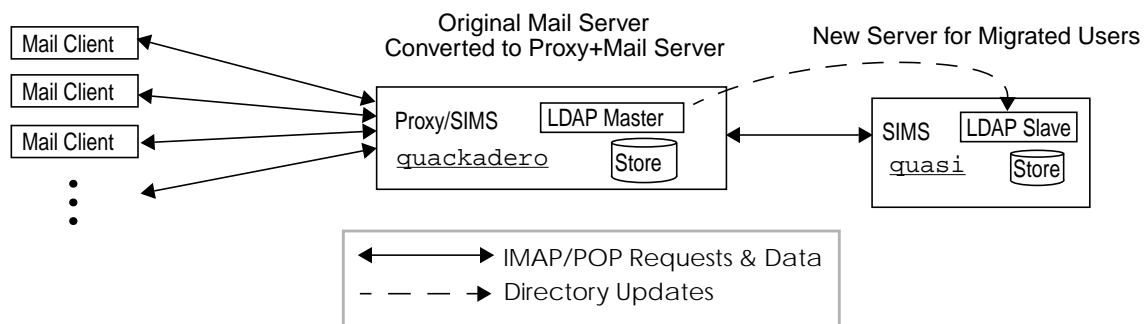 Original Mail Server
Converted to Proxy+Mail Server
New Server for Migrated Users
Mail Client
Mail Client
Mail Client
Proxy/SIMS
LDAP Master
quackadero
Store
SIMS
LDAP Slave
quasi
Store
IMAP/POP Requests & Data
Directory Updates